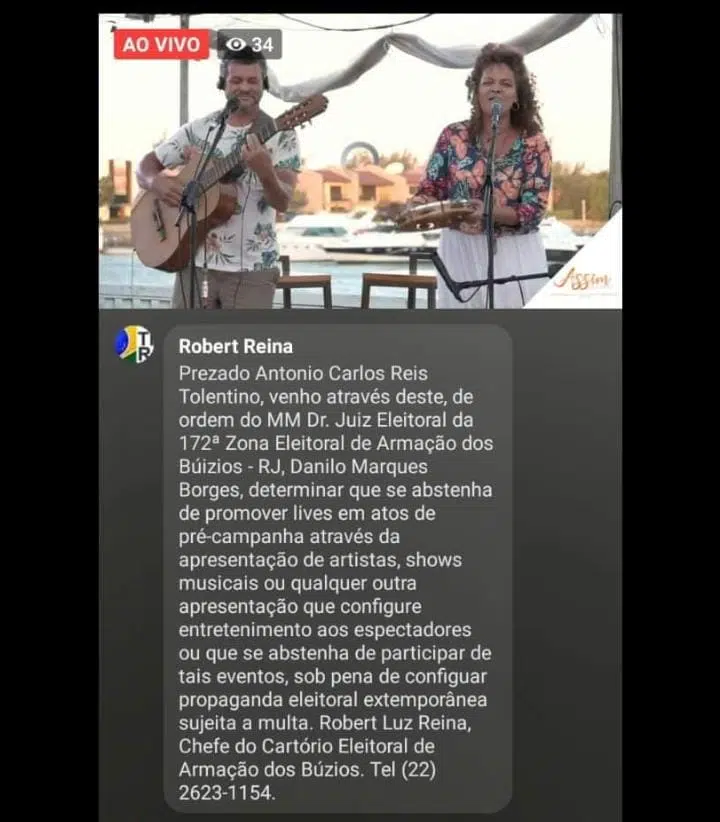 AO VIVO 34
Assim
TR
Robert Reina
Prezado Antonio Carlos Reis
Tolentino, venho através deste, de
ordem do MM Dr. Juiz Eleitoral da
172ª Zona Eleitoral de Armação dos
Búizios - RJ, Danilo Marques
Borges, determinar que se abstenha
de promover lives em atos de
pré-campanha através da
apresentação de artistas, shows
musicais ou qualquer outra
apresentação que configure
entretenimento aos espectadores
ou que se abstenha de participar de
tais eventos, sob pena de configuar
propaganda eleitoral extemporânea
sujeita a multa. Robert Luz Reina,
Chefe do Cartório Eleitoral de
Armação dos Búzios. Tel (22)
2623-1154.